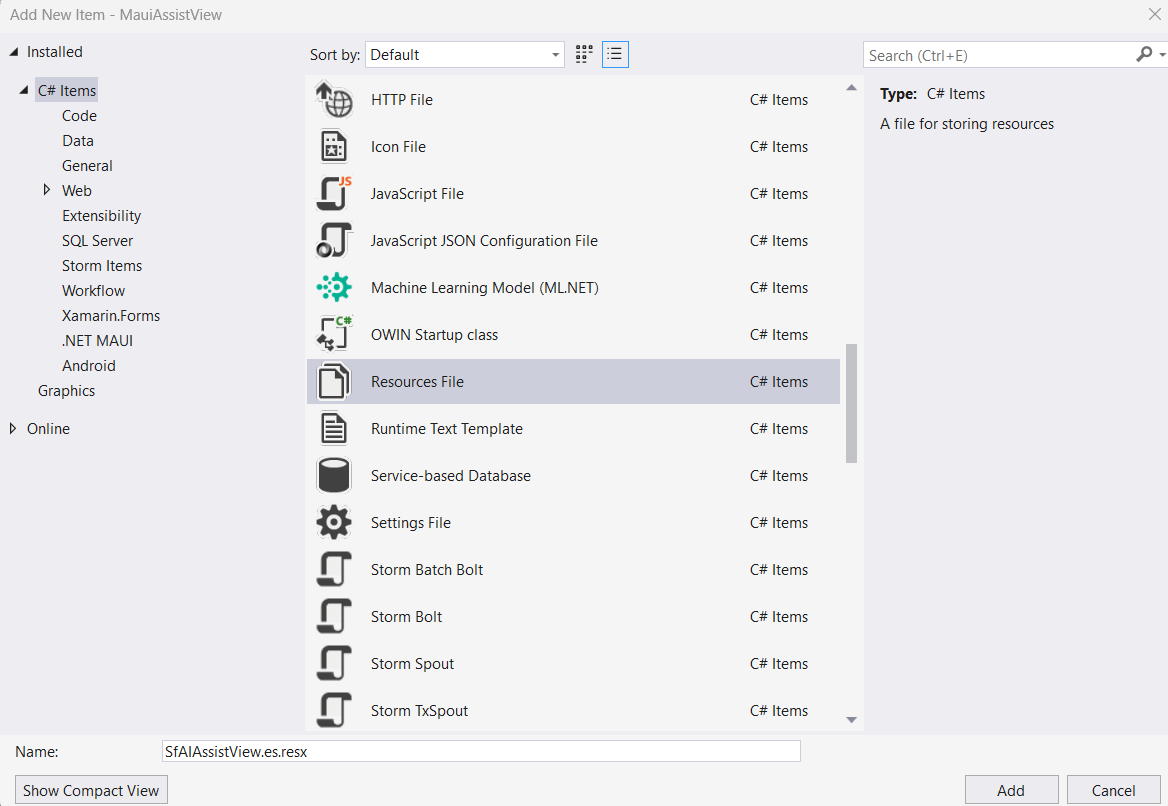 Add New Item - MauiAssistView
Installed
Sort by: Default
Search (Ctrl+E)
C# Items
Code
Data
General
Web
Extensibility
SQL Server
Storm Items
Workflow
Xamarin.Forms
.NET MAUI
Android
Graphics
Online
HTTP File C# Items
Icon File C# Items
JS
JavaScript File C# Items
JavaScript JSON Configuration File C# Items
Machine Learning Model (ML.NET) C# Items
C#
OWIN Startup class C# Items
Resources File C# Items
Runtime Text Template C# Items
Service-based Database C# Items
Settings File C# Items
Storm Batch Bolt C# Items
Storm Bolt C# Items
Storm Spout C# Items
Storm TxSpout C# Items
Type: C# Items
A file for storing resources
Name: SfAIAssistView.es.resx
Show Compact View
Add
Cancel